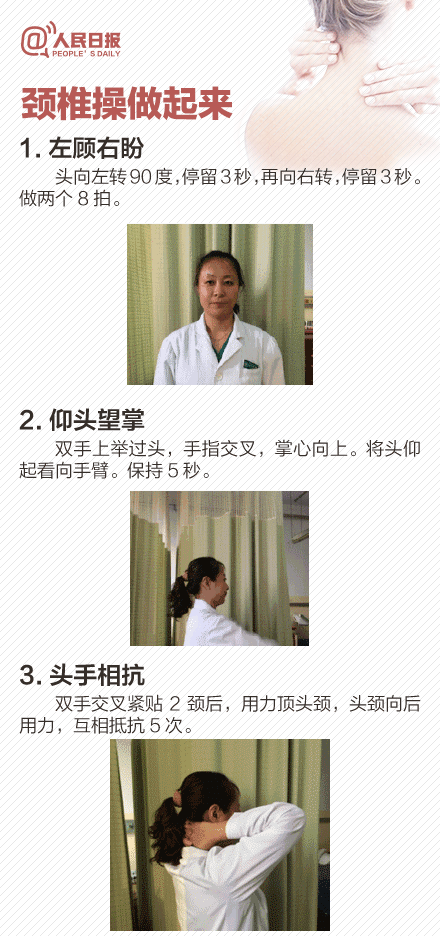 @人民日报
PEOPLE'S DAILY
颈椎操做起来
1. 左顾右盼
头向左转90度,停留3秒,再向右转,停留3秒。
做两个8拍。
2. 仰头望掌
双手上举过头，手指交叉，掌心向上。将头仰
起看向手臂。保持5秒。
3. 头手相抗
双手交叉紧贴 2 颈后，用力顶头颈，头颈向后
用力，互相抵抗5次。